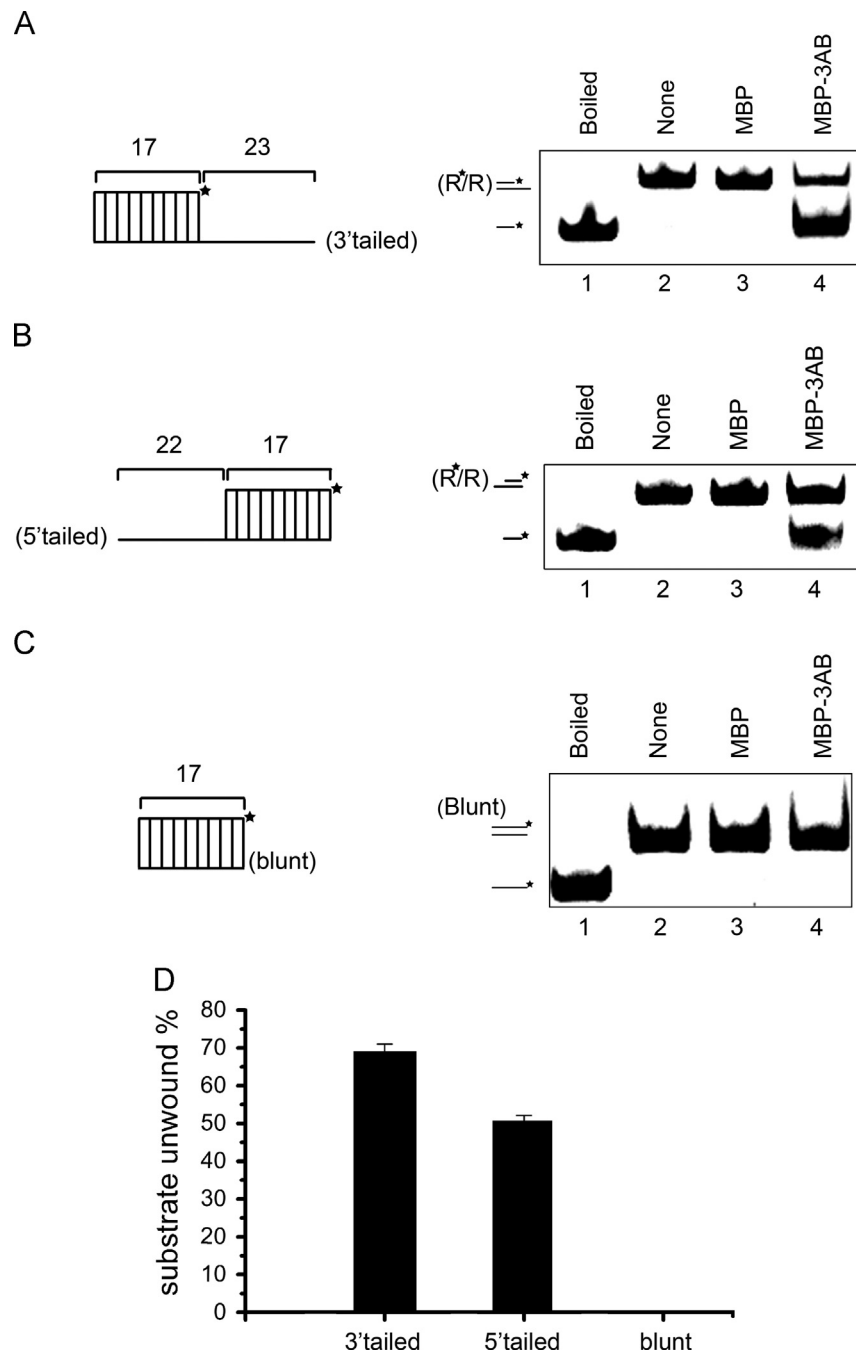 A
17 23
(3'tailed)
Boiled None MBP MBP-3AB
(R*/R)
1 2 3 4
B
22 17
(5'tailed)
Boiled None MBP MBP-3AB
(R*/R)
1 2 3 4
C
17
(blunt)
Boiled None MBP MBP-3AB
(Blunt)
1 2 3 4
D
substrate unwound %
80
70
60
50
40
30
20
10
0
3'tailed 5'tailed blunt